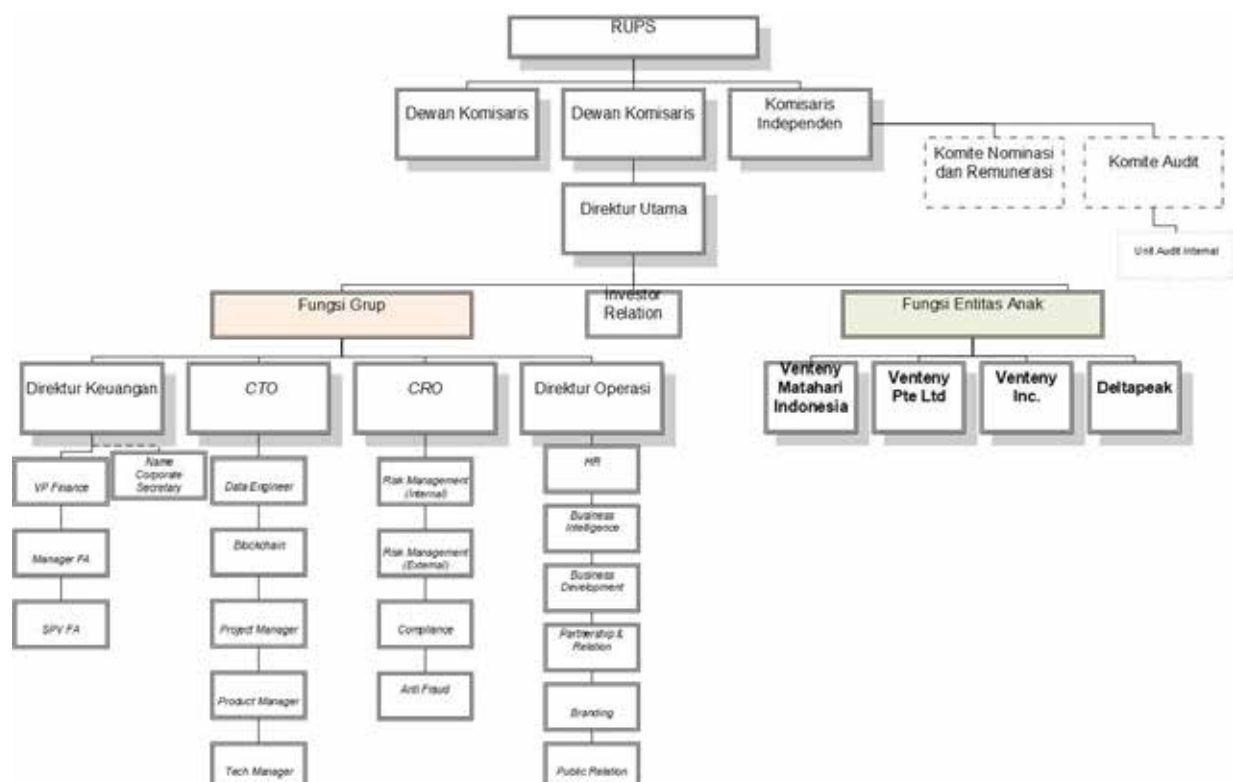 RUPS
Dewan Komisaris
Dewan Komisaris
Komisaris
Independen
Komite Nominasi
dan Remunerasi
Komite Audit
Direktur Utama
Unit Audit Internal
Fungsi Grup
Investor
Relation
Fungsi Entitas Anak
Direktur Keuangan
CTO
CRO
Direktur Operasi
Venteny
Matahari
Indonesia
Venteny
Pte Ltd
Venteny
Inc.
Deltapeak
VP Finance
Name
Corporate
Secretary
Manager FA
SPV FA
Data Engineer
Blockchain
Project Manager
Product Manager
Tech Manager
Risk Management
(Internal)
Risk Management
(External)
Compliance
Anti Fraud
HR
Business
Intelligence
Business
Development
Partnership &
Relation
Branding
Public Relation